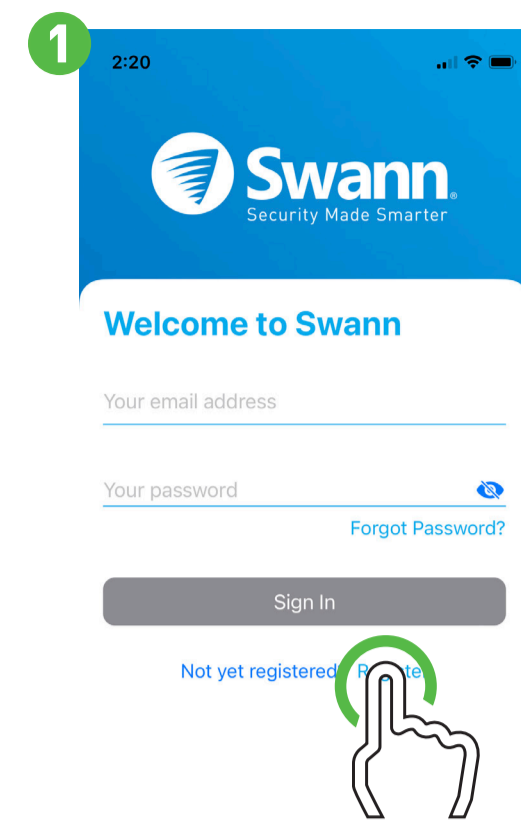 1
2:20
Swann®
Security Made Smarter
Welcome to Swann
Your email address
Your password
Forgot Password?
Sign In
Not yet registered?